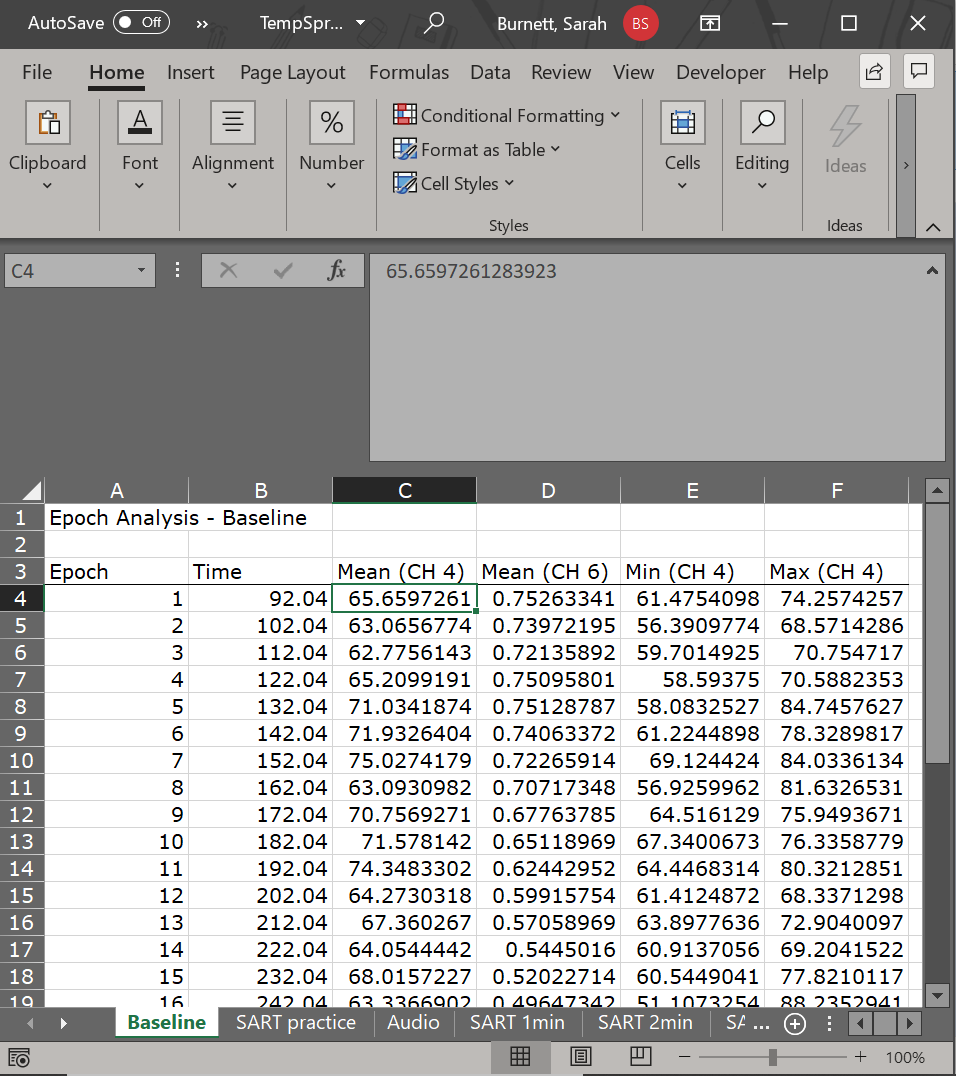 AutoSave Off » TempSpr... Burnett, Sarah BS
File Home Insert Page Layout Formulas Data Review View Developer Help
Clipboard Font Alignment % Number Conditional Formatting Cells Editing Ideas
Format as Table
Cell Styles
Styles Ideas
C4 fx 65.6597261283923
A B C D E F
1 Epoch Analysis - Baseline
2
3 Epoch Time Mean (CH 4) Mean (CH 6) Min (CH 4) Max (CH 4)
4 1 92.04 65.6597261 0.75263341 61.4754098 74.2574257
5 2 102.04 63.0656774 0.73972195 56.3909774 68.5714286
6 3 112.04 62.7756143 0.72135892 59.7014925 70.754717
7 4 122.04 65.2099191 0.75095801 58.59375 70.5882353
8 5 132.04 71.0341874 0.75128787 58.0832527 84.7457627
9 6 142.04 71.9326404 0.74063372 61.2244898 78.3289817
10 7 152.04 75.0274179 0.72265914 69.124424 84.0336134
11 8 162.04 63.0930982 0.70717348 56.9259962 81.6326531
12 9 172.04 70.7569271 0.67763785 64.516129 75.9493671
13 10 182.04 71.578142 0.65118969 67.3400673 76.3358779
14 11 192.04 74.3483302 0.62442952 64.4468314 80.3212851
15 12 202.04 64.2730318 0.59915754 61.4124872 68.3371298
16 13 212.04 67.360267 0.57058969 63.8977636 72.9040097
17 14 222.04 64.0544442 0.5445016 60.9137056 69.2041522
18 15 232.04 68.0157227 0.52022714 60.5449041 77.8210117
19 16 242.04 63.3366902 0.49647342 51.1073254 88.2352941
Baseline SART practice Audio SART 1min SART 2min SA ...
100%